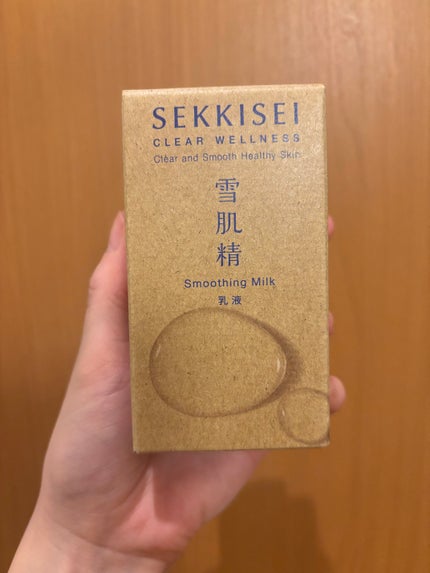 SEKKISEI
CLEAR WELLNESS
Clear and Smooth Healthy Skin
雪肌精
Smoothing Milk
乳液